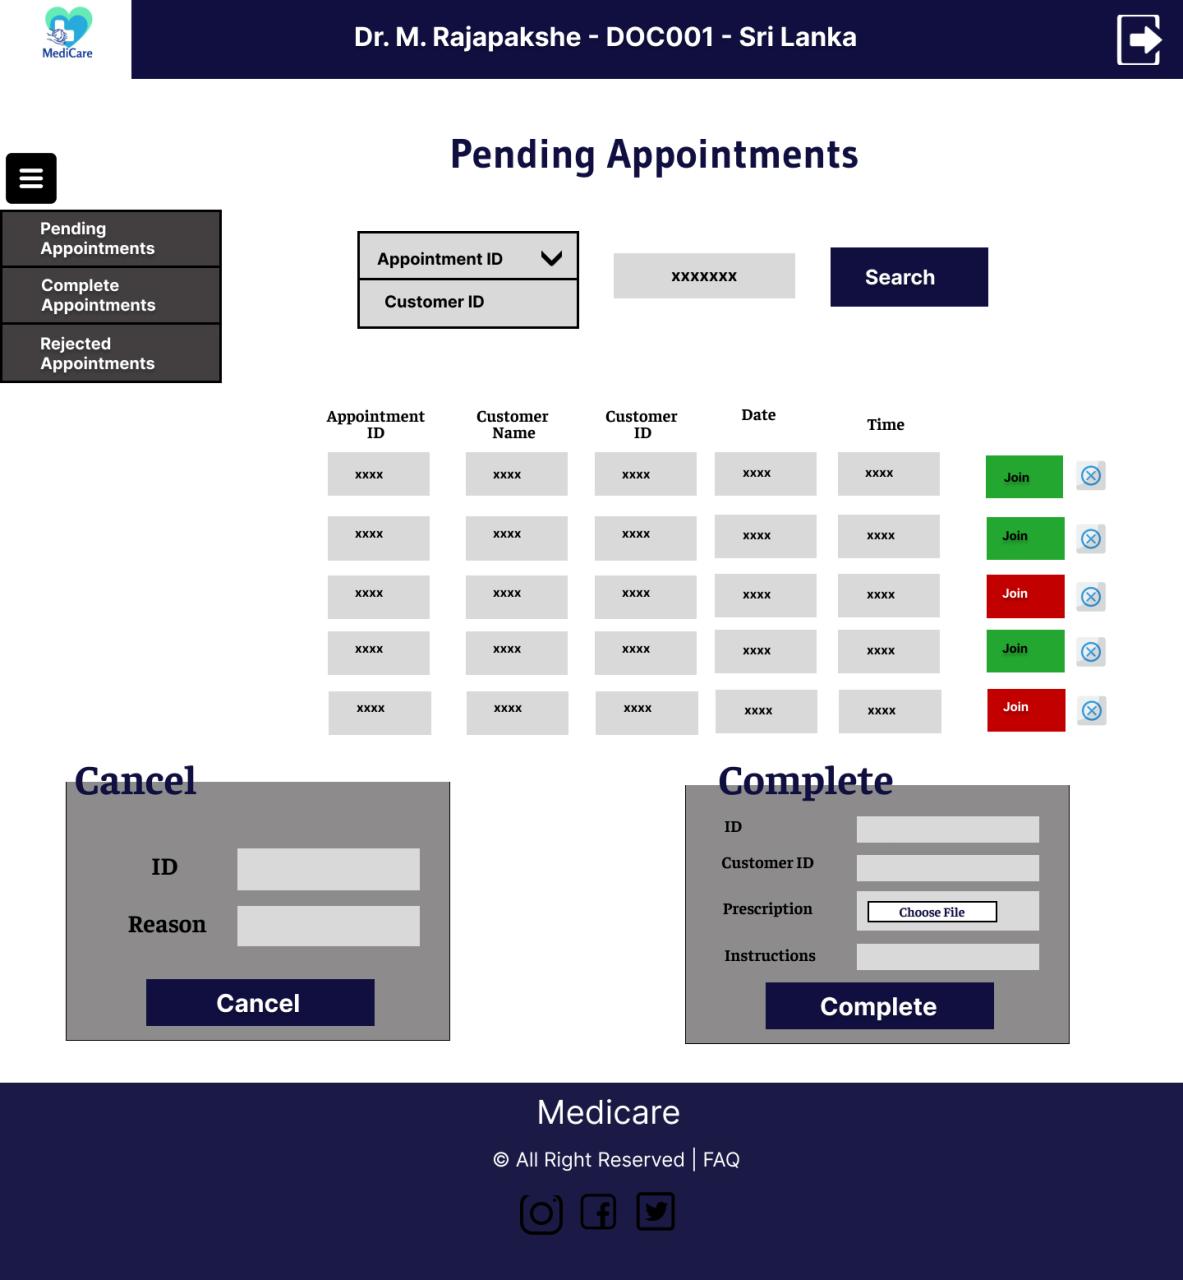 MediCare
Dr. M. Rajapakshe - DOC001 - Sri Lanka
Pending Appointments
Pending
Appointments
Complete
Appointments
Rejected
Appointments
Appointment ID
Customer ID
xxxxxxx
Search
Appointment
ID
Customer
Name
Customer
ID
Date
Time
xxxx xxxx xxxx xxxx xxxx Join
xxxx xxxx xxxx xxxx xxxx Join
xxxx xxxx xxxx xxxx xxxx Join
xxxx xxxx xxxx xxxx xxxx Join
xxxx xxxx xxxx xxxx xxxx Join
Cancel
ID
Reason
Cancel
Complete
ID
Customer ID
Prescription
Choose File
Instructions
Complete
Medicare
© All Right Reserved | FAQ